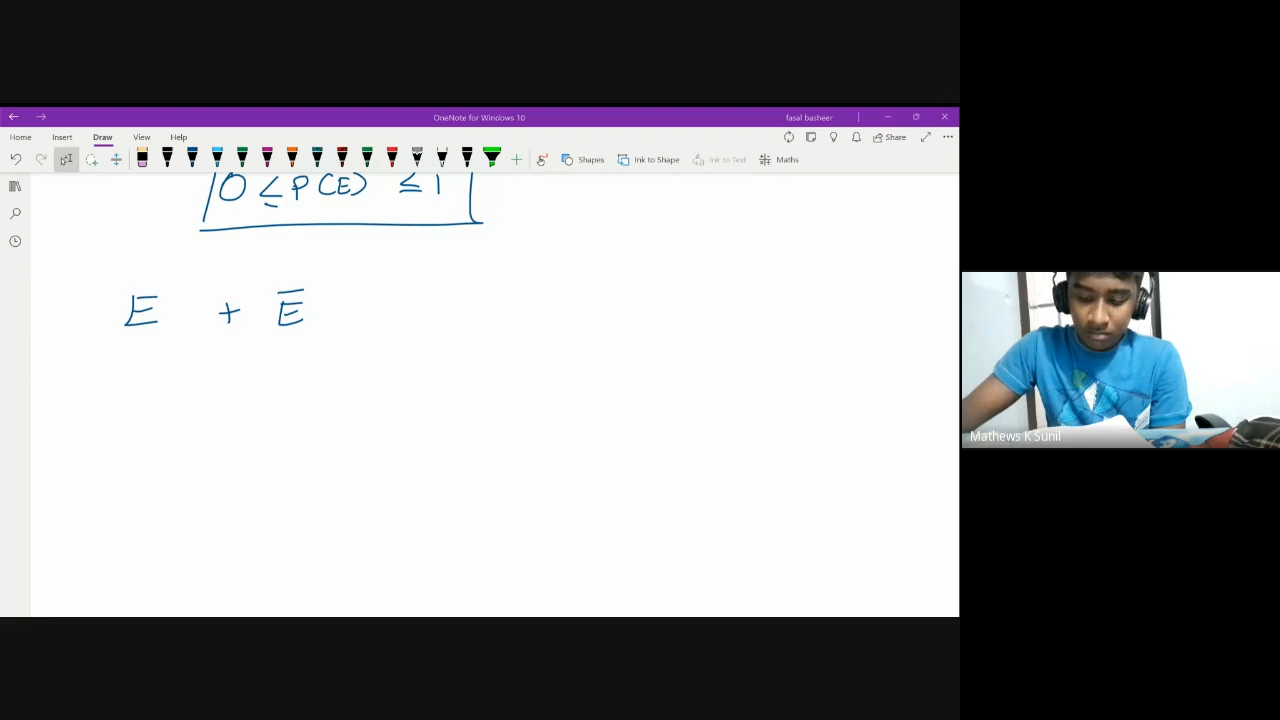 OneNote for Windows 10
fasal basheer
Home Insert Draw View Help
Share
Shapes Ink to Shape Ink to Text Maths
0 ≤ P(E) ≤ 1
E + E̅
Mathews K Sunil